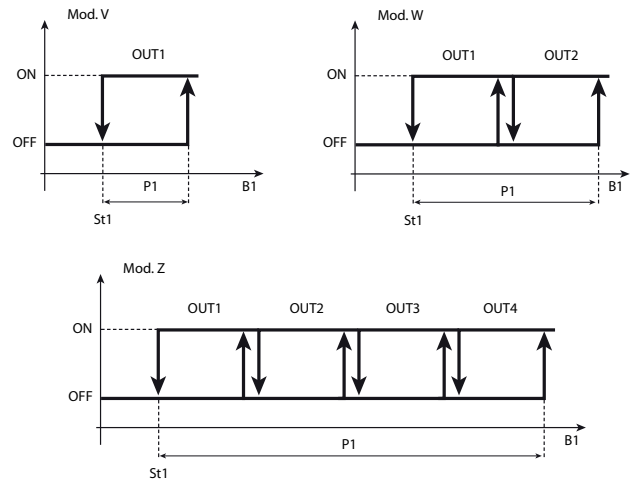 Mod. V
OUT1
ON
OFF
P1
B1
St1
Mod. W
OUT1 OUT2
ON
OFF
P1
B1
St1
Mod. Z
OUT1 OUT2 OUT3 OUT4
ON
OFF
P1
B1
St1